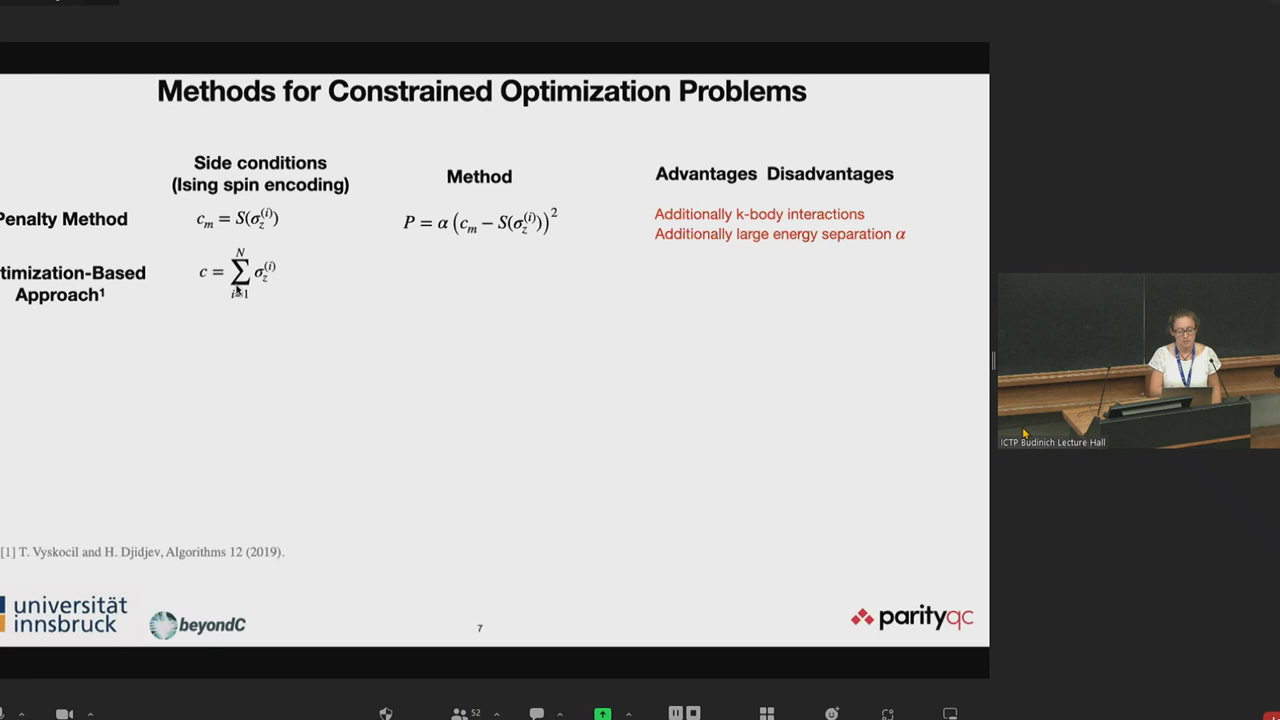 Methods for Constrained Optimization Problems
Side conditions
(Ising spin encoding)
Method
Advantages Disadvantages
Penalty Method
c_m = S(σ_z^{(i)})
P = α (c_m − S(σ_z^{(i)}))^2
Additionally k-body interactions
Additionally large energy separation α
timization-Based
Approach¹
c = \sum_{i=1}^{N} σ_z^{(i)}
[1] T. Vyskocil and H. Djidjev, Algorithms 12 (2019).
universität
innsbruck
beyondC
7
parityqc
ICTP Budinich Lecture Hall
52